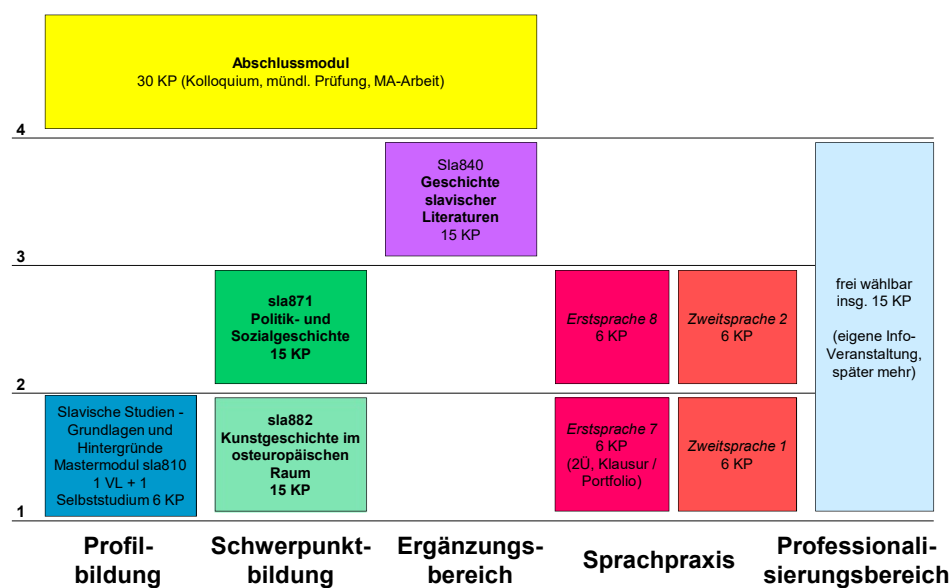 Abschlussmodul
30 KP (Kolloquium, mündl. Prüfung, MA-Arbeit)
4
Sla840
Geschichte
slavischer
Literaturen
15 KP
3
sla871
Politik- und
Sozialgeschichte
15 KP
Erstsprache 8
6 KP
Zweitsprache 2
6 KP
frei wählbar
insg. 15 KP
(eigene Info-
Veranstaltung,
später mehr)
2
Slavische Studien -
Grundlagen und
Hintergründe
Mastermodul sla810
1 VL + 1
Selbststudium 6 KP
sla882
Kunstgeschichte im
osteuropäischen
Raum
15 KP
Erstsprache 7
6 KP
(2Ü, Klausur /
Portfolio)
Zweitsprache 1
6 KP
1
Profil-
bildung
Schwerpunkt-
bildung
Ergänzungs-
bereich
Sprachpraxis
Professionali-
sierungsbereich